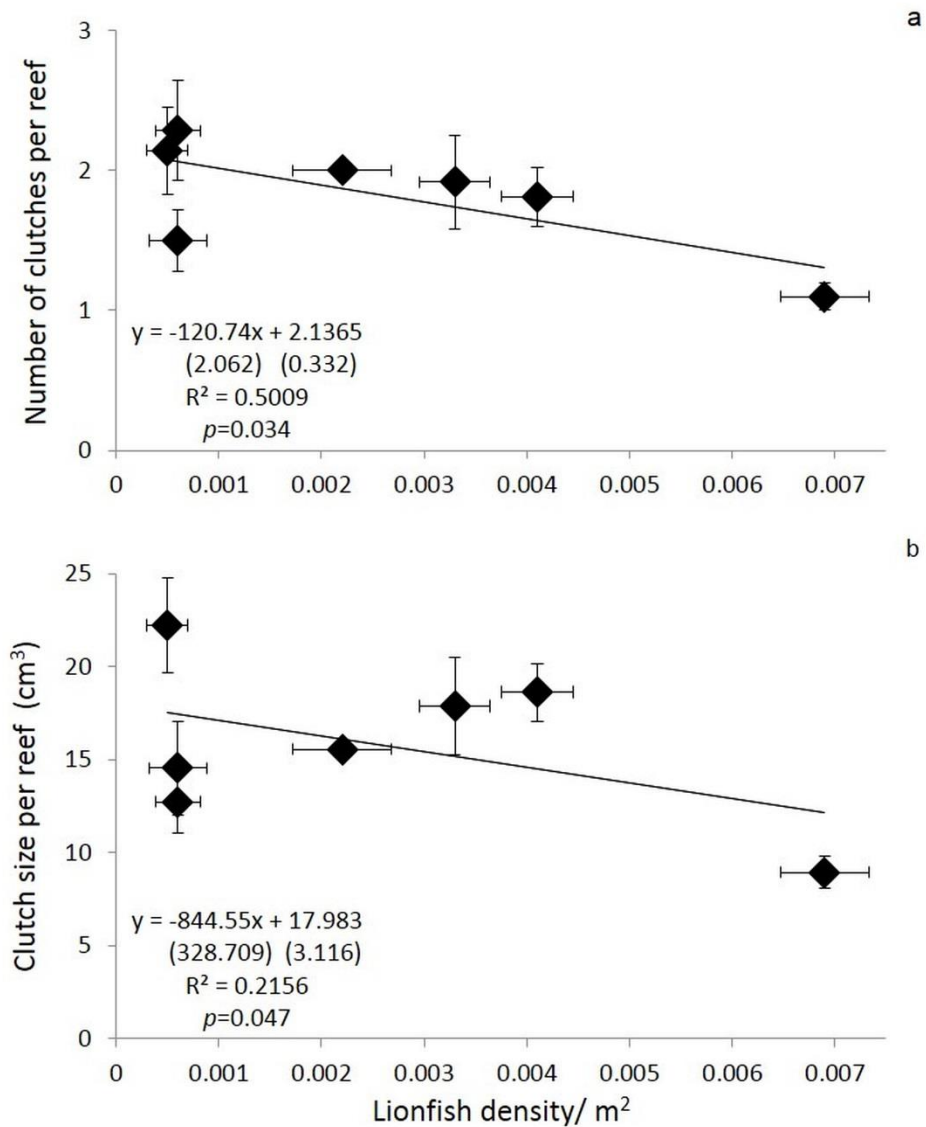 a
3
2
1
0
Number of clutches per reef
y = -120.74x + 2.1365
(2.062) (0.332)
R² = 0.5009
p=0.034
0 0.001 0.002 0.003 0.004 0.005 0.006 0.007
b
25
20
15
10
5
0
Clutch size per reef (cm³)
y = -844.55x + 17.983
(328.709) (3.116)
R² = 0.2156
p=0.047
0 0.001 0.002 0.003 0.004 0.005 0.006 0.007
Lionfish density/ m²